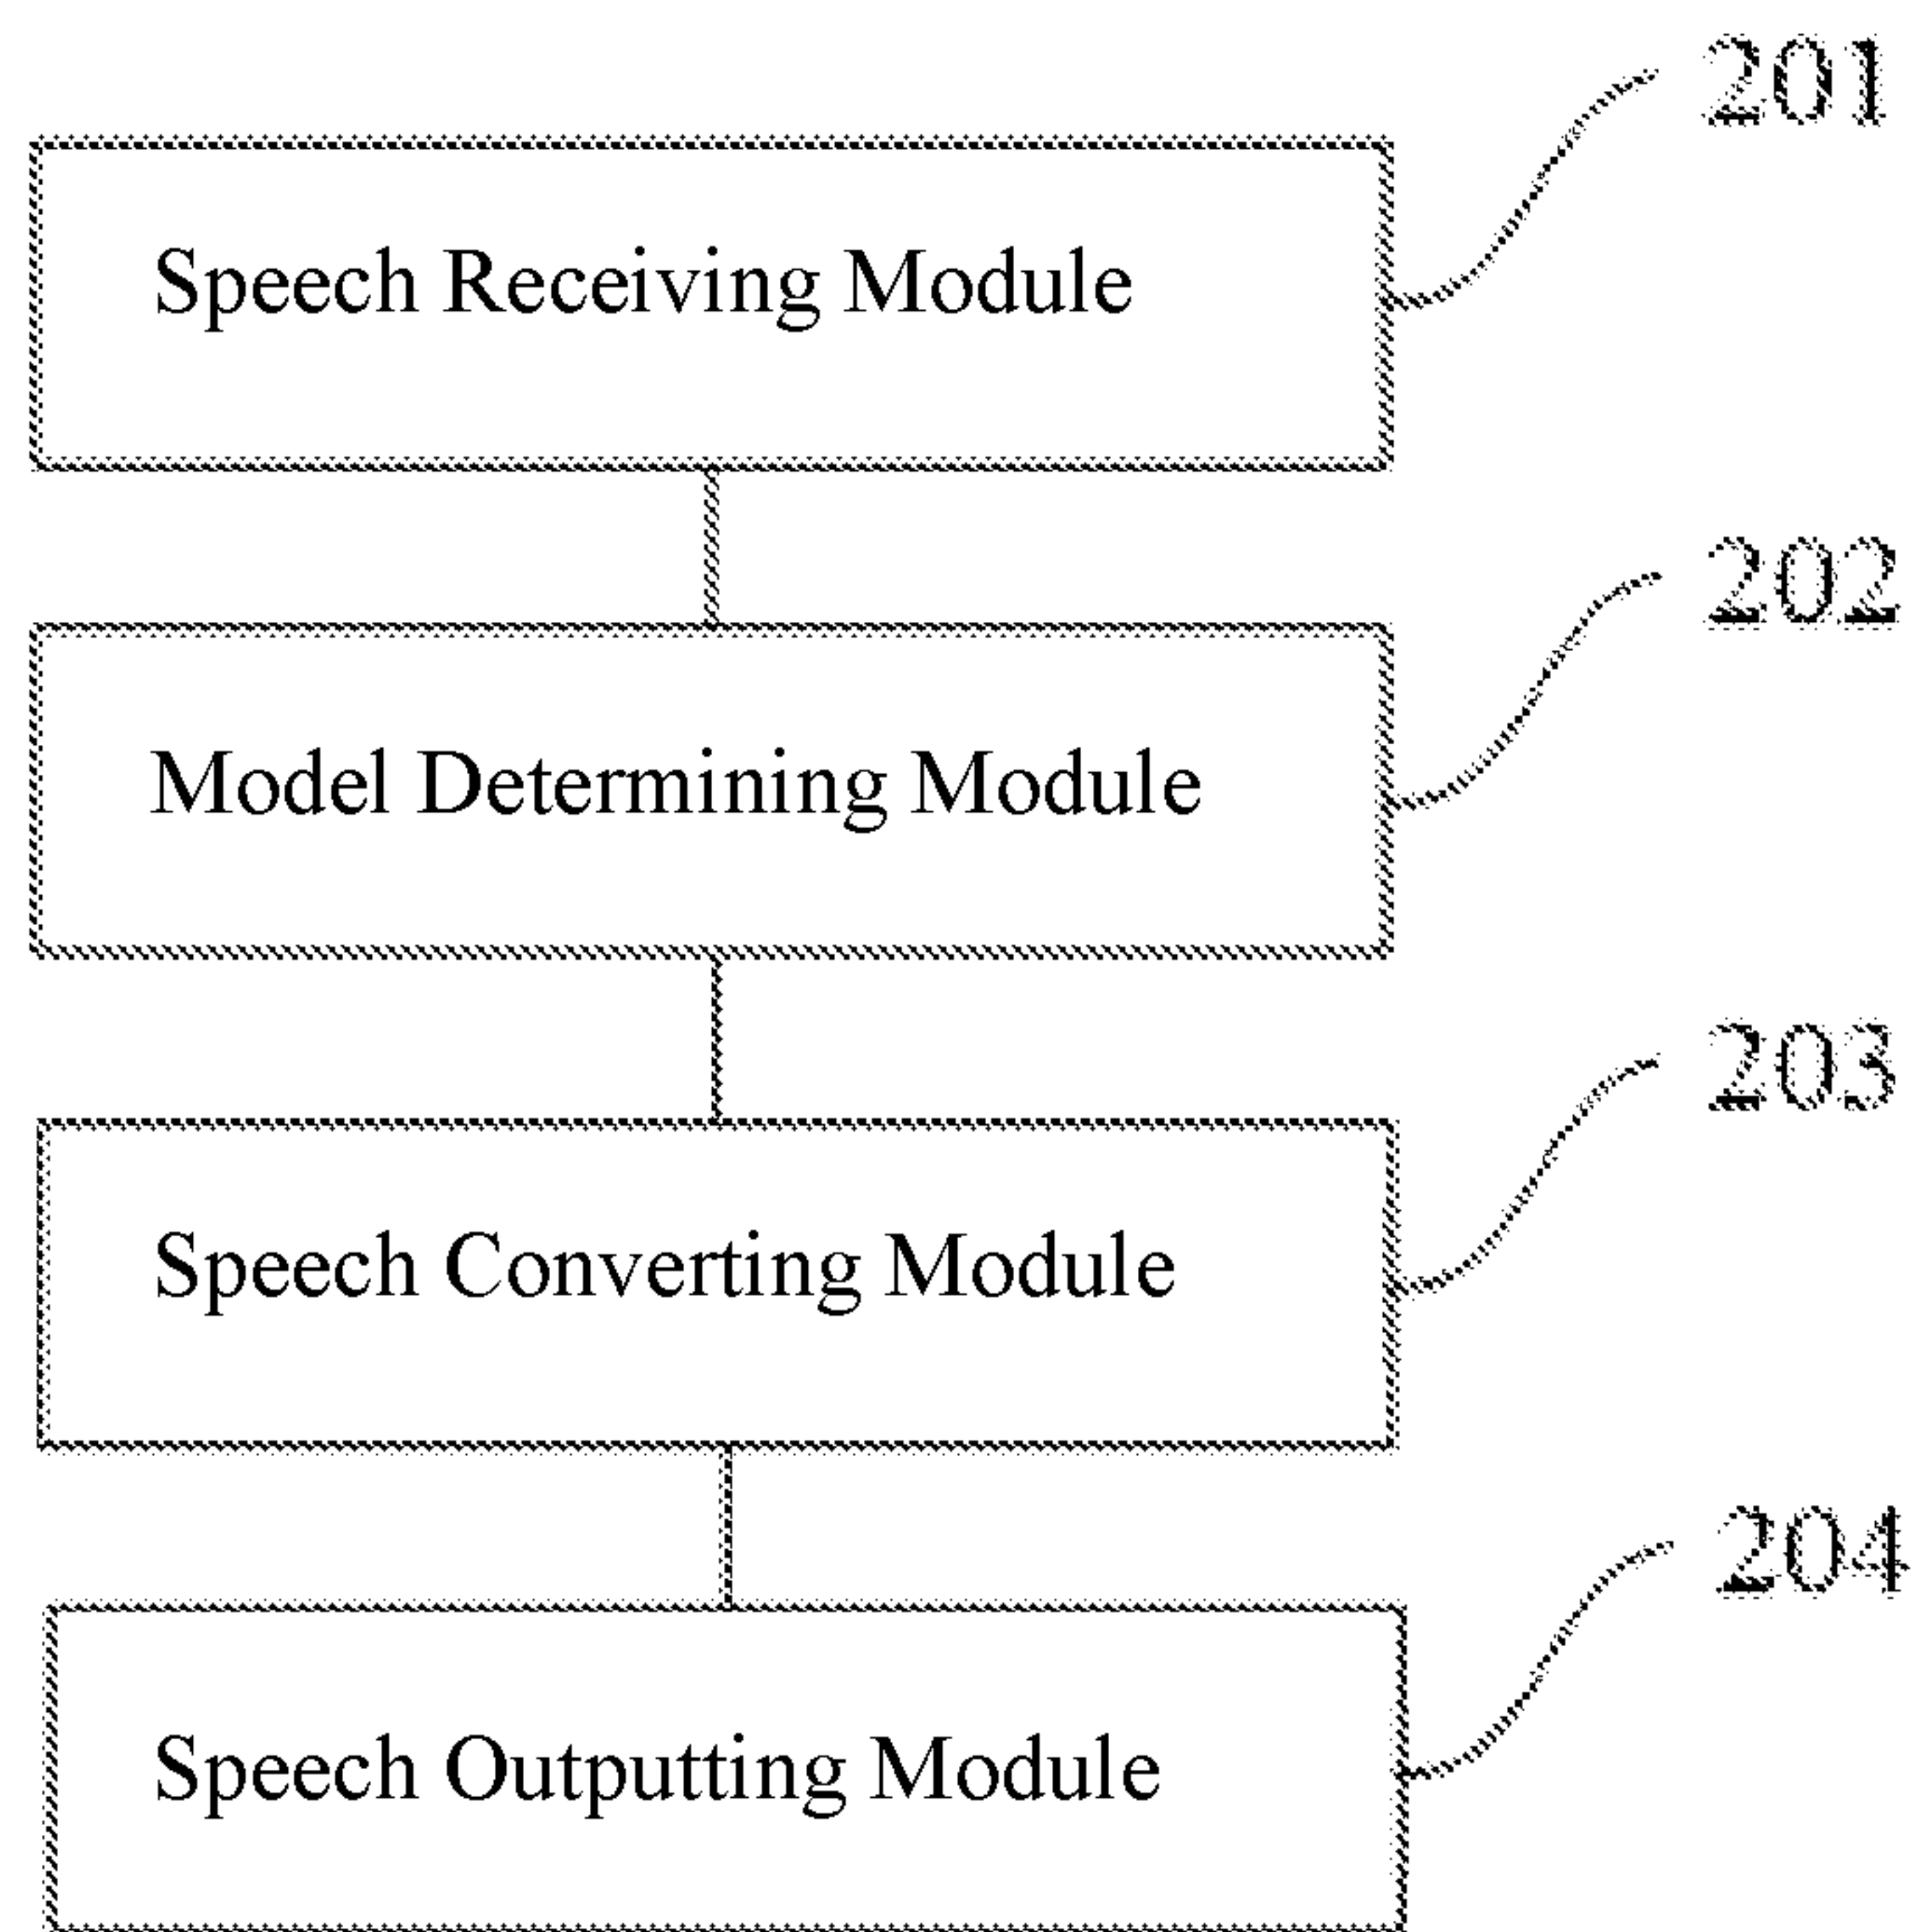 201
Speech Receiving Module
202
Model Determining Module
203
Speech Converting Module
204
Speech Outputting Module